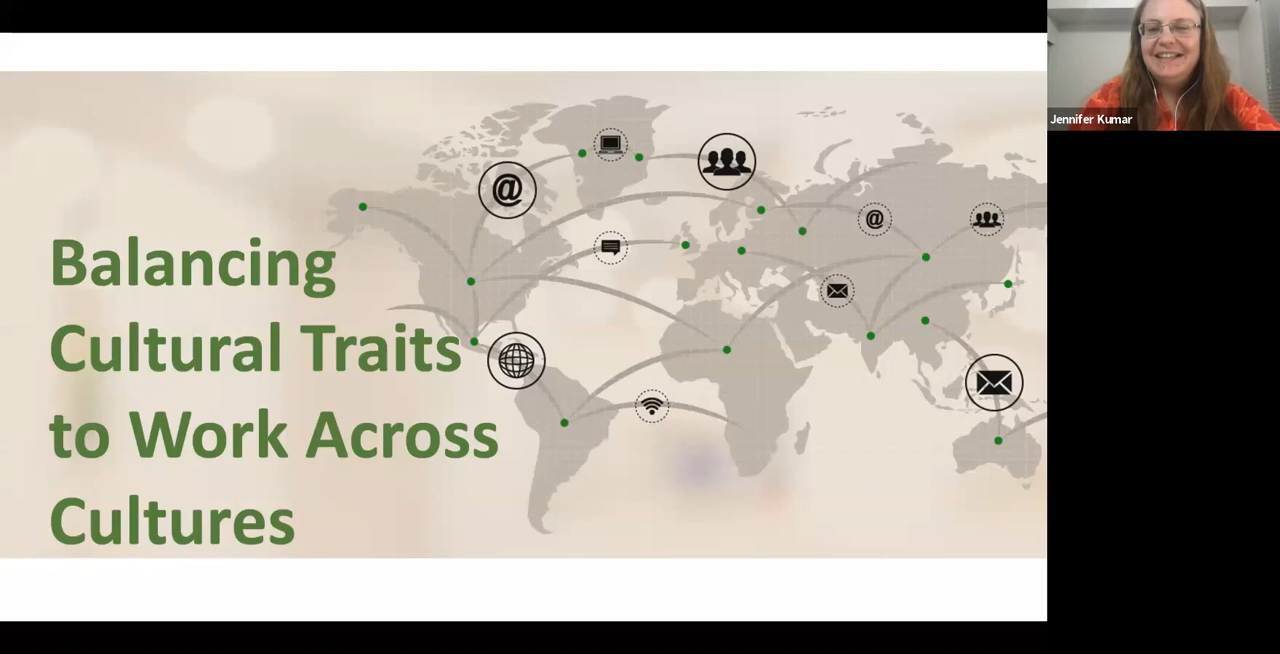 Balancing
Cultural Traits
to Work Across
Cultures
Jennifer Kumar